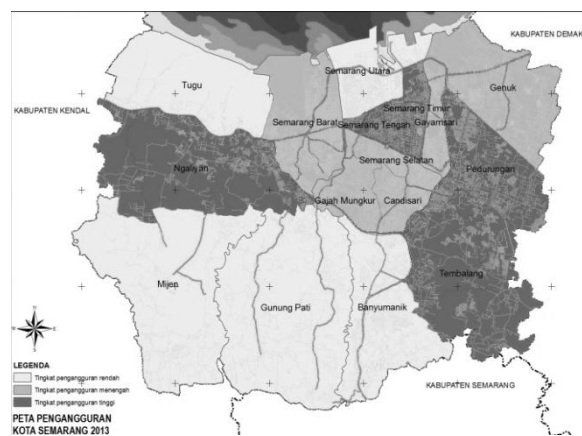 KABUPATEN DEMAK
Semarang Utara
Tugu
Genuk
KABUPATEN KENDAL
Semarang Timur
Semarang Barat
Semarang Tengah
Gayamsari
Semarang Selatan
Ngaliyan
Pedurungan
Gajah Mungkur
Candisari
Tembalang
Mijen
Gunung Pati
Banyumanik
N
LEGENDA
Tingkat pengangguran rendah
Tingkat pengangguran menengah
Tingkat pengangguran tinggi
KABUPATEN SEMARANG
PETA PENGANGGURAN
KOTA SEMARANG 2013